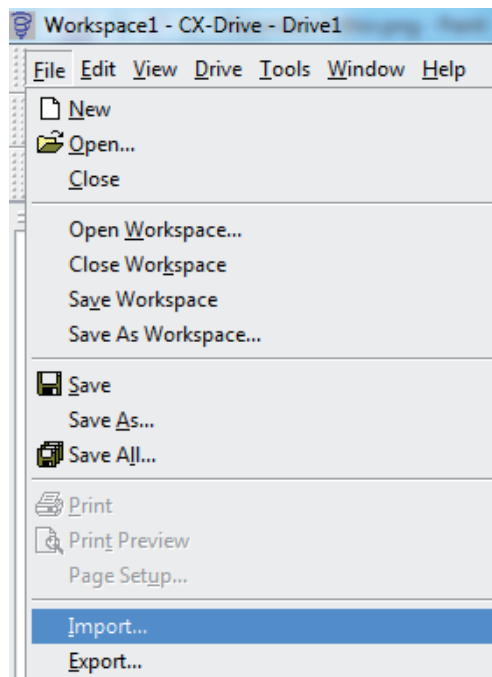 Workspace1 - CX-Drive - Drive1
File Edit View Drive Tools Window Help
New
Open...
Close
Open Workspace...
Close Workspace
Save Workspace
Save As Workspace...
Save
Save As...
Save All...
Print
Print Preview
Page Setup...
Import...
Export...